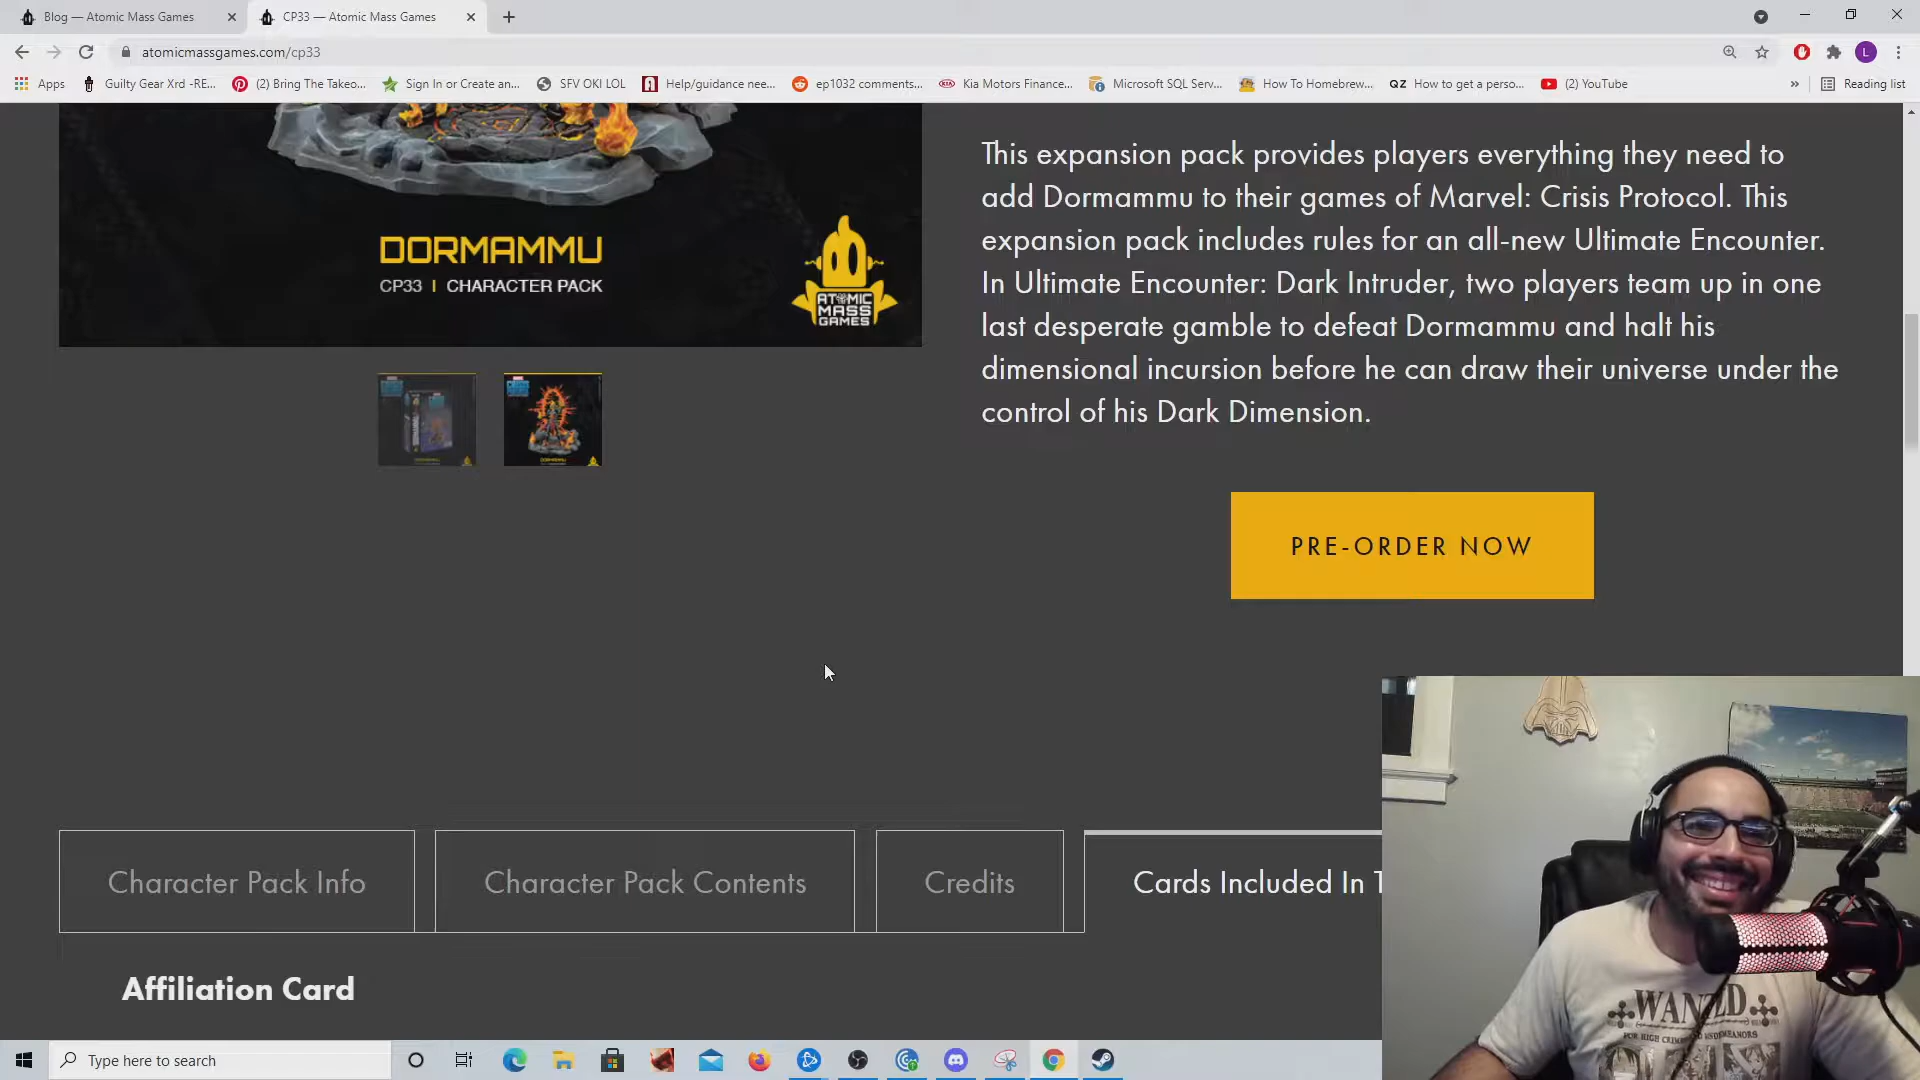 Blog — Atomic Mass Games
CP33 — Atomic Mass Games
atomicmassgames.com/cp33
Apps
Guilty Gear Xrd -RE...
(2) Bring The Takeo...
Sign In or Create an...
SFV OKI LOL
Help/guidance nee...
ep1032 comments...
Kia Motors Finance...
Microsoft SQL Serv...
How To Homebrew...
QZ How to get a perso...
(2) YouTube
»
Reading list
L
DORMAMMU
CP33 | CHARACTER PACK
ATOMIC
MASS
GAMES
This expansion pack provides players everything they need to
add Dormammu to their games of Marvel: Crisis Protocol. This
expansion pack includes rules for an all-new Ultimate Encounter.
In Ultimate Encounter: Dark Intruder, two players team up in one
last desperate gamble to defeat Dormammu and halt his
dimensional incursion before he can draw their universe under the
control of his Dark Dimension.
PRE-ORDER NOW
Character Pack Info
Character Pack Contents
Credits
Cards Included In T
Affiliation Card
WANTED
FOR HIGH CRIMES
Type here to search